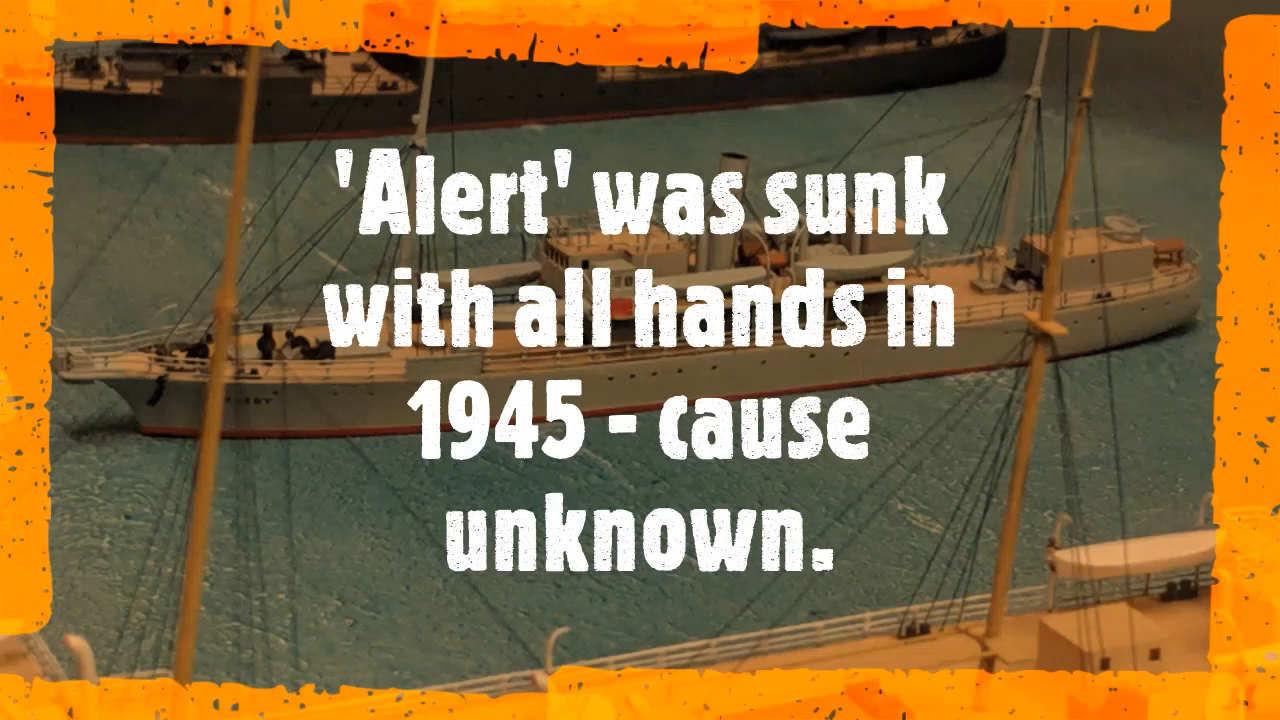 'Alert' was sunk
with all hands in
1945 - cause
unknown.